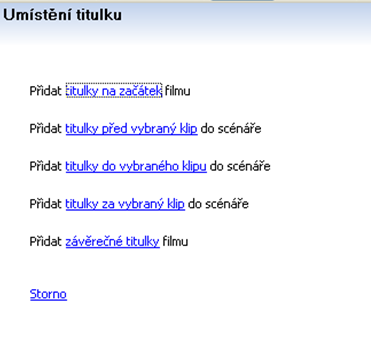 Umístění titulku
Přidat titulky na začátek filmu
Přidat titulky před vybraný klip do scénáře
Přidat titulky do vybraného klipu do scénáře
Přidat titulky za vybraný klip do scénáře
Přidat závěrečné titulky filmu
Storno